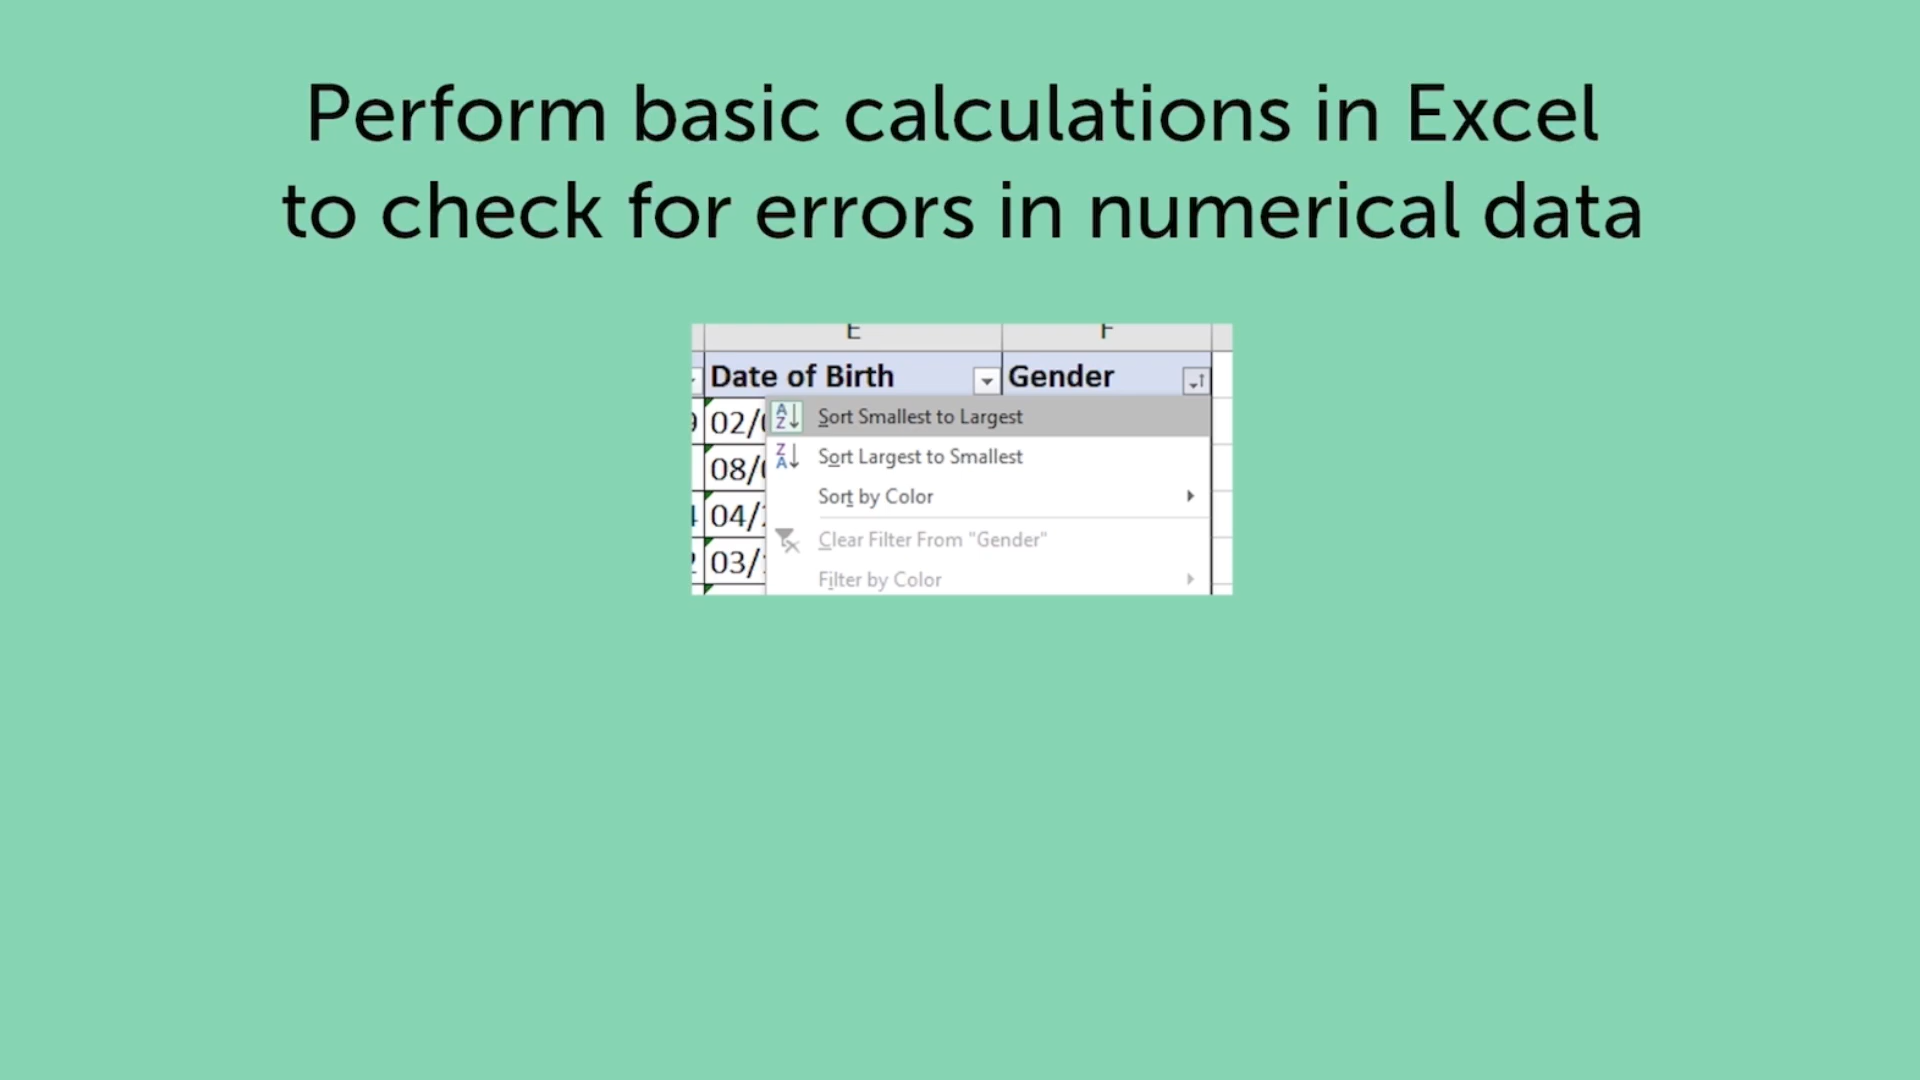 Perform basic calculations in Excel
to check for errors in numerical data
E F
Date of Birth Gender
Sort Smallest to Largest
Sort Largest to Smallest
Sort by Color
Clear Filter From "Gender"
Filter by Color
02/
08/
04/
03/